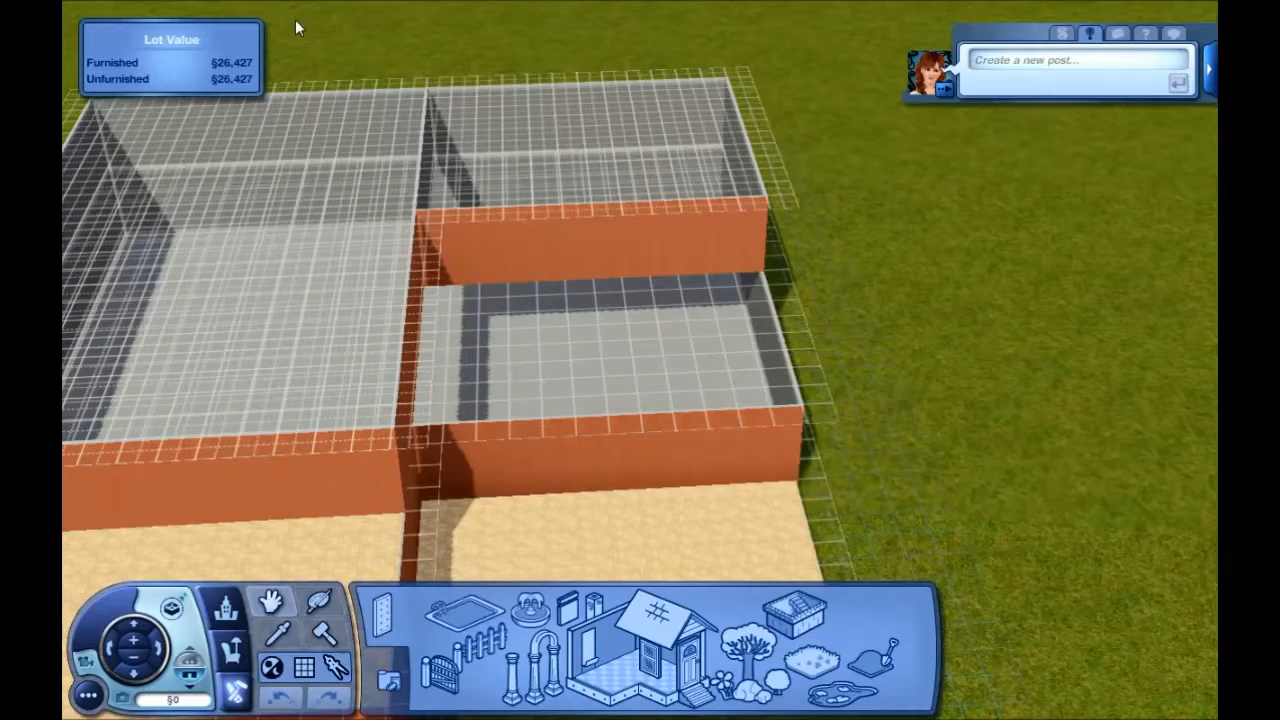 Lot Value
Furnished §26,427
Unfurnished §26,427
Create a new post...
?
§0